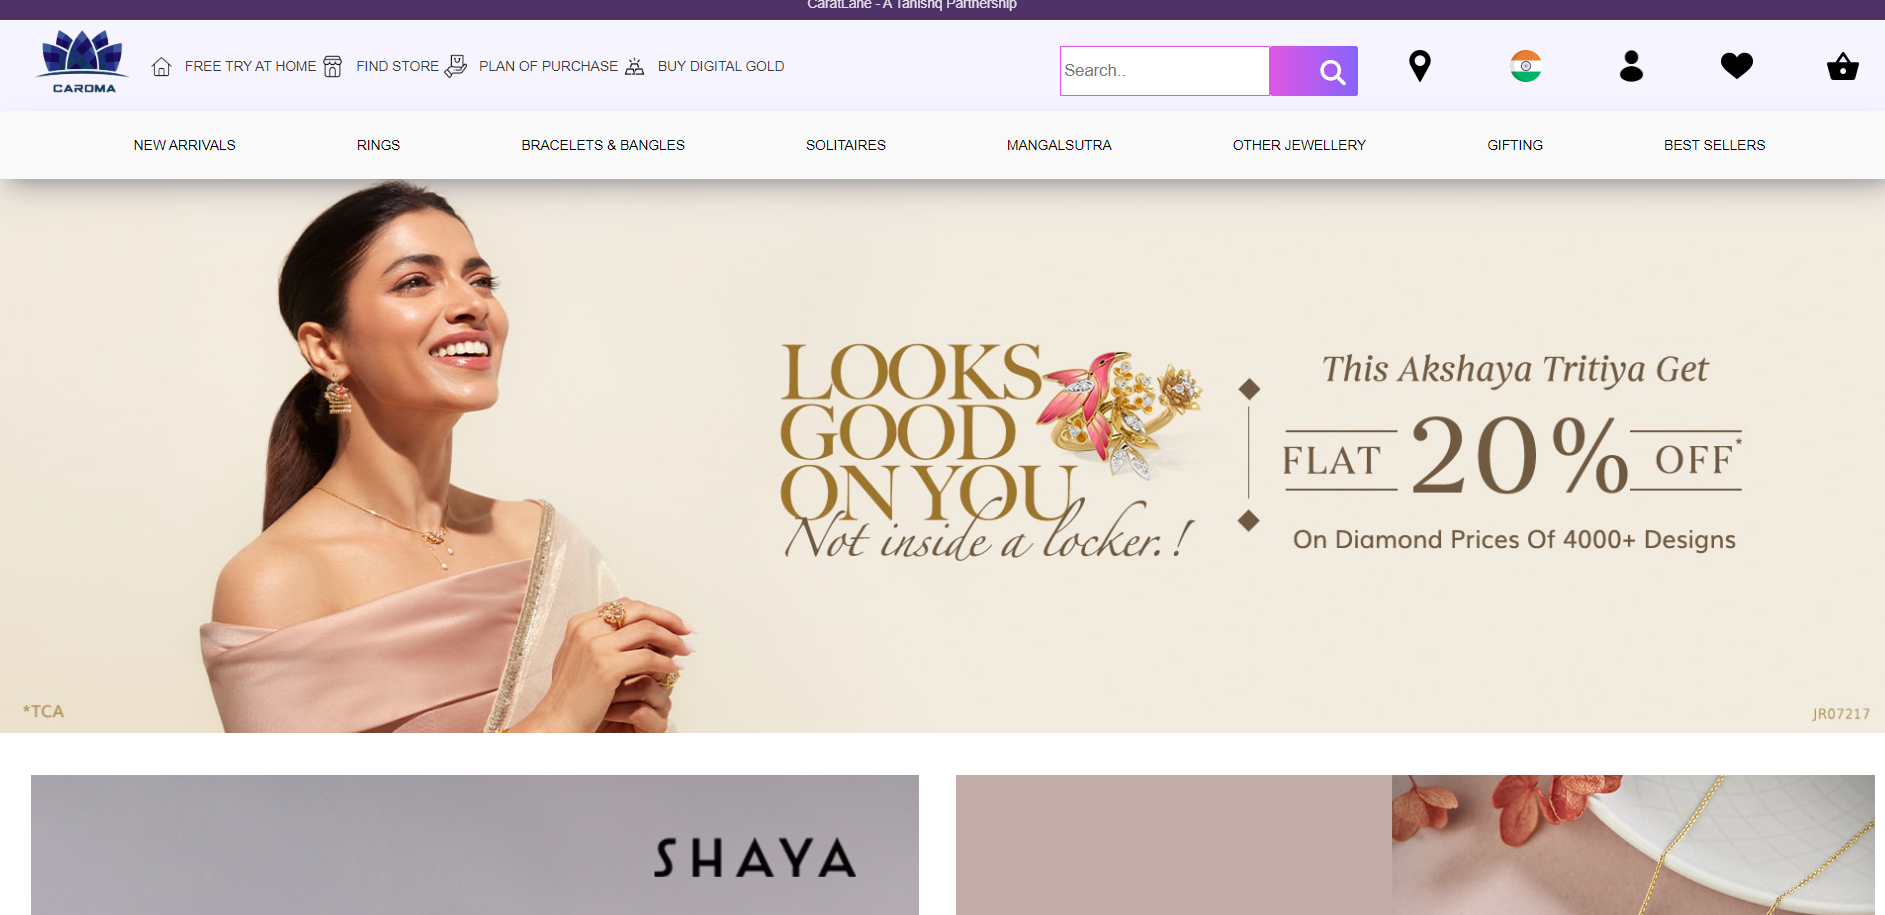 CaratLane - A Tanishq Partnership
CAROMA
FREE TRY AT HOME
FIND STORE
PLAN OF PURCHASE
BUY DIGITAL GOLD
Search..
NEW ARRIVALS
RINGS
BRACELETS & BANGLES
SOLITAIRES
MANGALSUTRA
OTHER JEWELLERY
GIFTING
BEST SELLERS
LOOKS
GOOD
ON YOU
Not inside a locker.!
This Akshaya Tritiya Get
FLAT 20% OFF*
On Diamond Prices Of 4000+ Designs
*TCA
JR07217
SHAYA